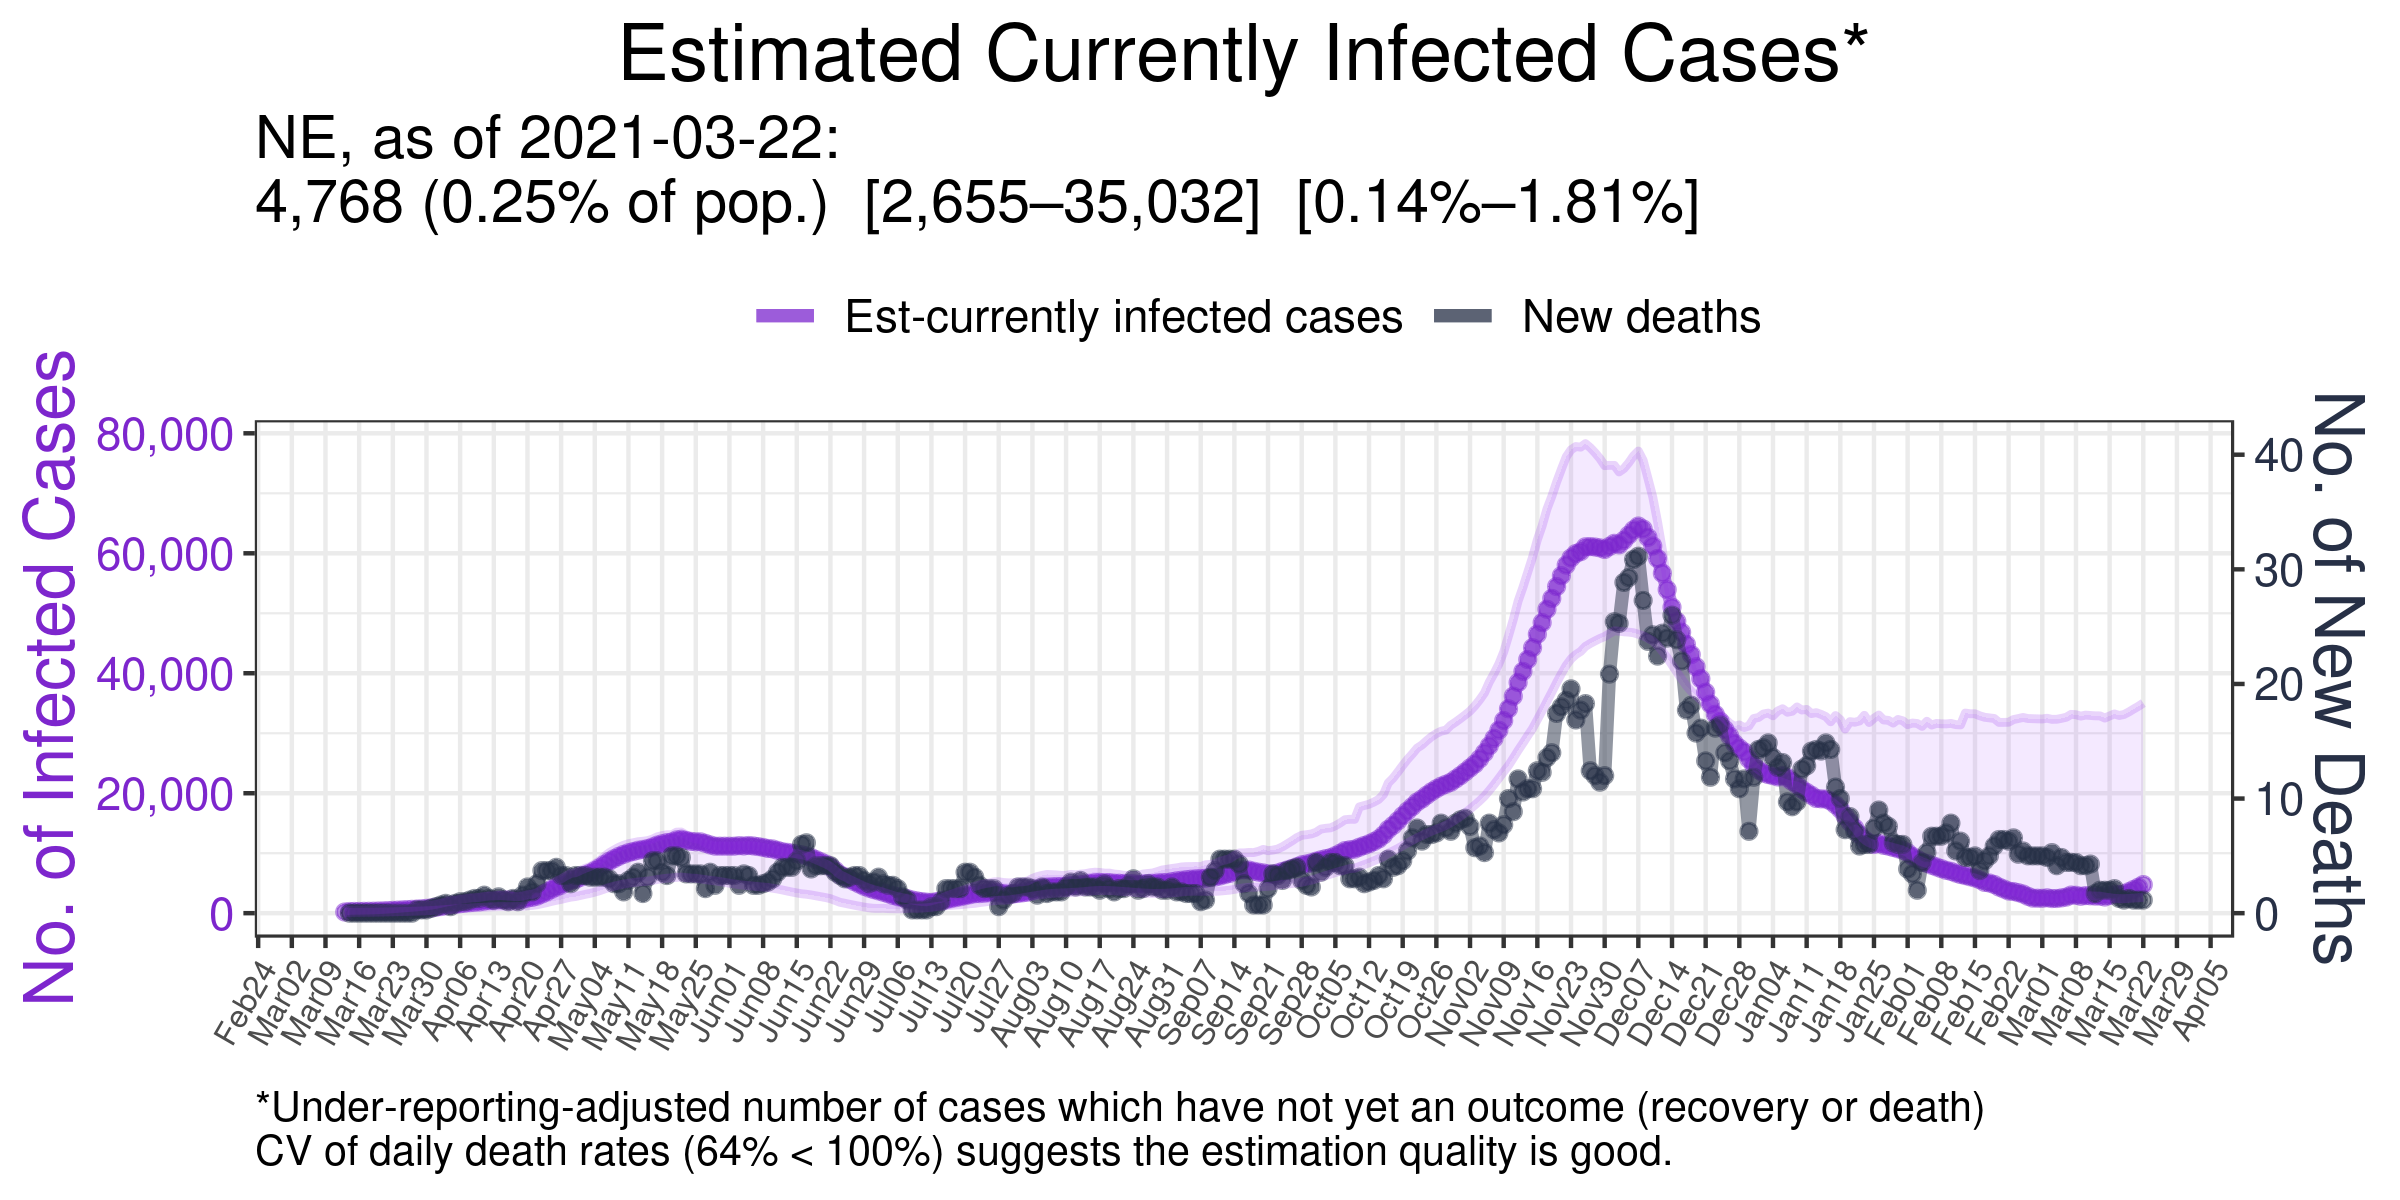 Estimated Currently Infected Cases*
NE, as of 2021-03-22:
4,768 (0.25% of pop.)  [2,655–35,032]  [0.14%–1.81%]
Est-currently infected cases
New deaths
No. of Infected Cases
80,000
60,000
40,000
20,000
0
No. of New Deaths
40
30
20
10
0
Feb24
Mar02
Mar09
Mar16
Mar23
Mar30
Apr06
Apr13
Apr20
Apr27
May04
May11
May18
May25
Jun01
Jun08
Jun15
Jun22
Jun29
Jul06
Jul13
Jul20
Jul27
Aug03
Aug10
Aug17
Aug24
Aug31
Sep07
Sep14
Sep21
Sep28
Oct05
Oct12
Oct19
Oct26
Nov02
Nov09
Nov16
Nov23
Nov30
Dec07
Dec14
Dec21
Dec28
Jan04
Jan11
Jan18
Jan25
Feb01
Feb08
Feb15
Feb22
Mar01
Mar08
Mar15
Mar22
Mar29
Apr05
*Under-reporting-adjusted number of cases which have not yet an outcome (recovery or death)
CV of daily death rates (64% < 100%) suggests the estimation quality is good.